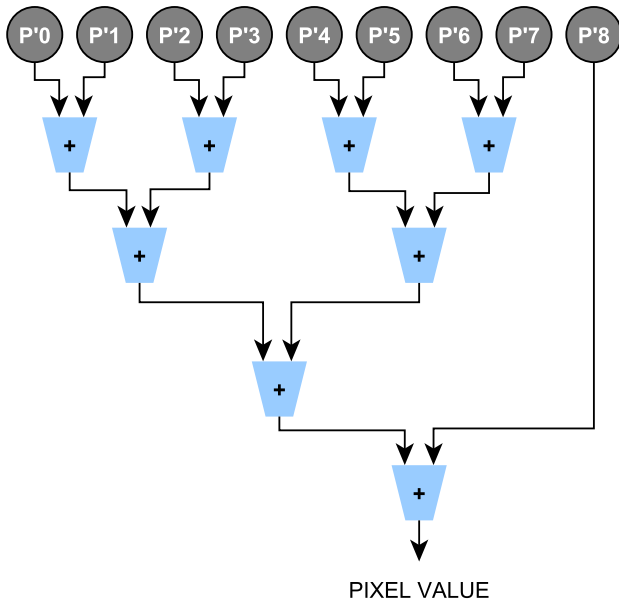 P'0 P'1 P'2 P'3 P'4 P'5 P'6 P'7 P'8
+ + + +
+ +
+
+
PIXEL VALUE